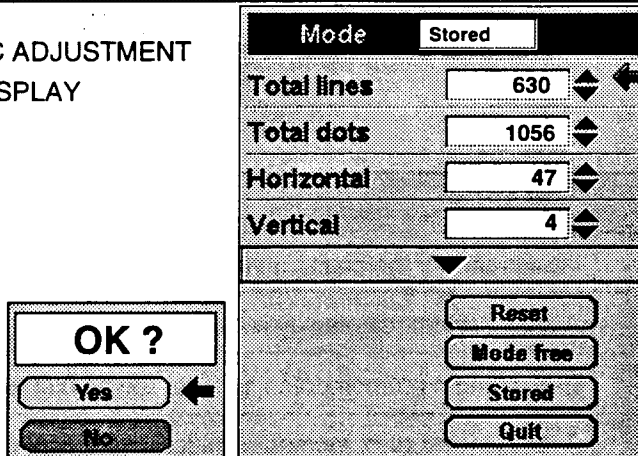 C ADJUSTMENT
SPLAY
Mode Stored
Total lines 630
Total dots 1056
Horizontal 47
Vertical 4
Reset
Mode free
Stored
Quit
OK ?
Yes
No